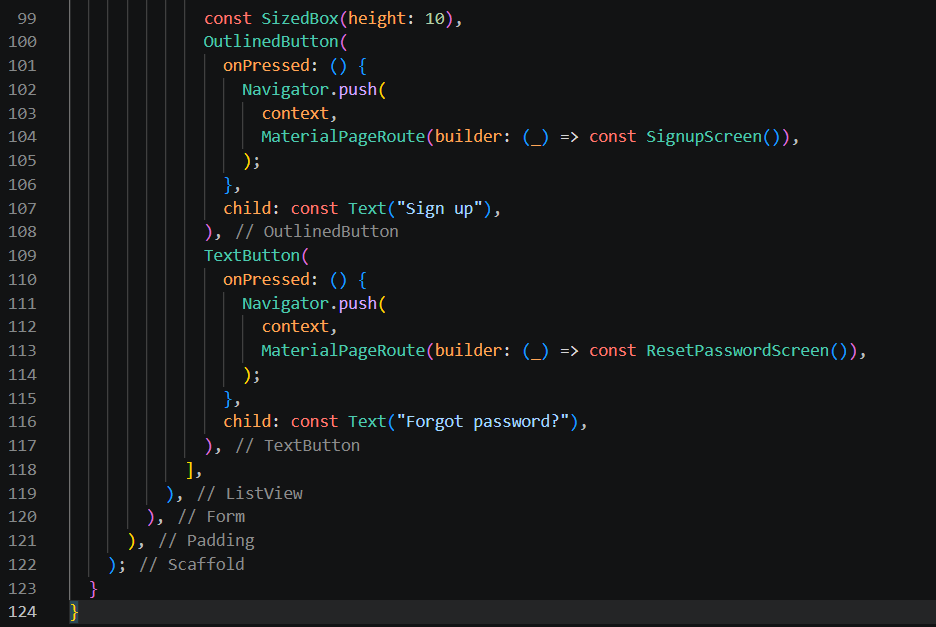 99 const SizedBox(height: 10),
100 OutlinedButton(
101 onPressed: () {
102 Navigator.push(
103 context,
104 MaterialPageRoute(builder: (_) => const SignupScreen()),
105 );
106 },
107 child: const Text("Sign up"),
108 ), // OutlinedButton
109 TextButton(
110 onPressed: () {
111 Navigator.push(
112 context,
113 MaterialPageRoute(builder: (_) => const ResetPasswordScreen()),
114 );
115 },
116 child: const Text("Forgot password?"),
117 ), // TextButton
118 ],
119 ), // ListView
120 ), // Form
121 ), // Padding
122 ); // Scaffold
123 }
124 }